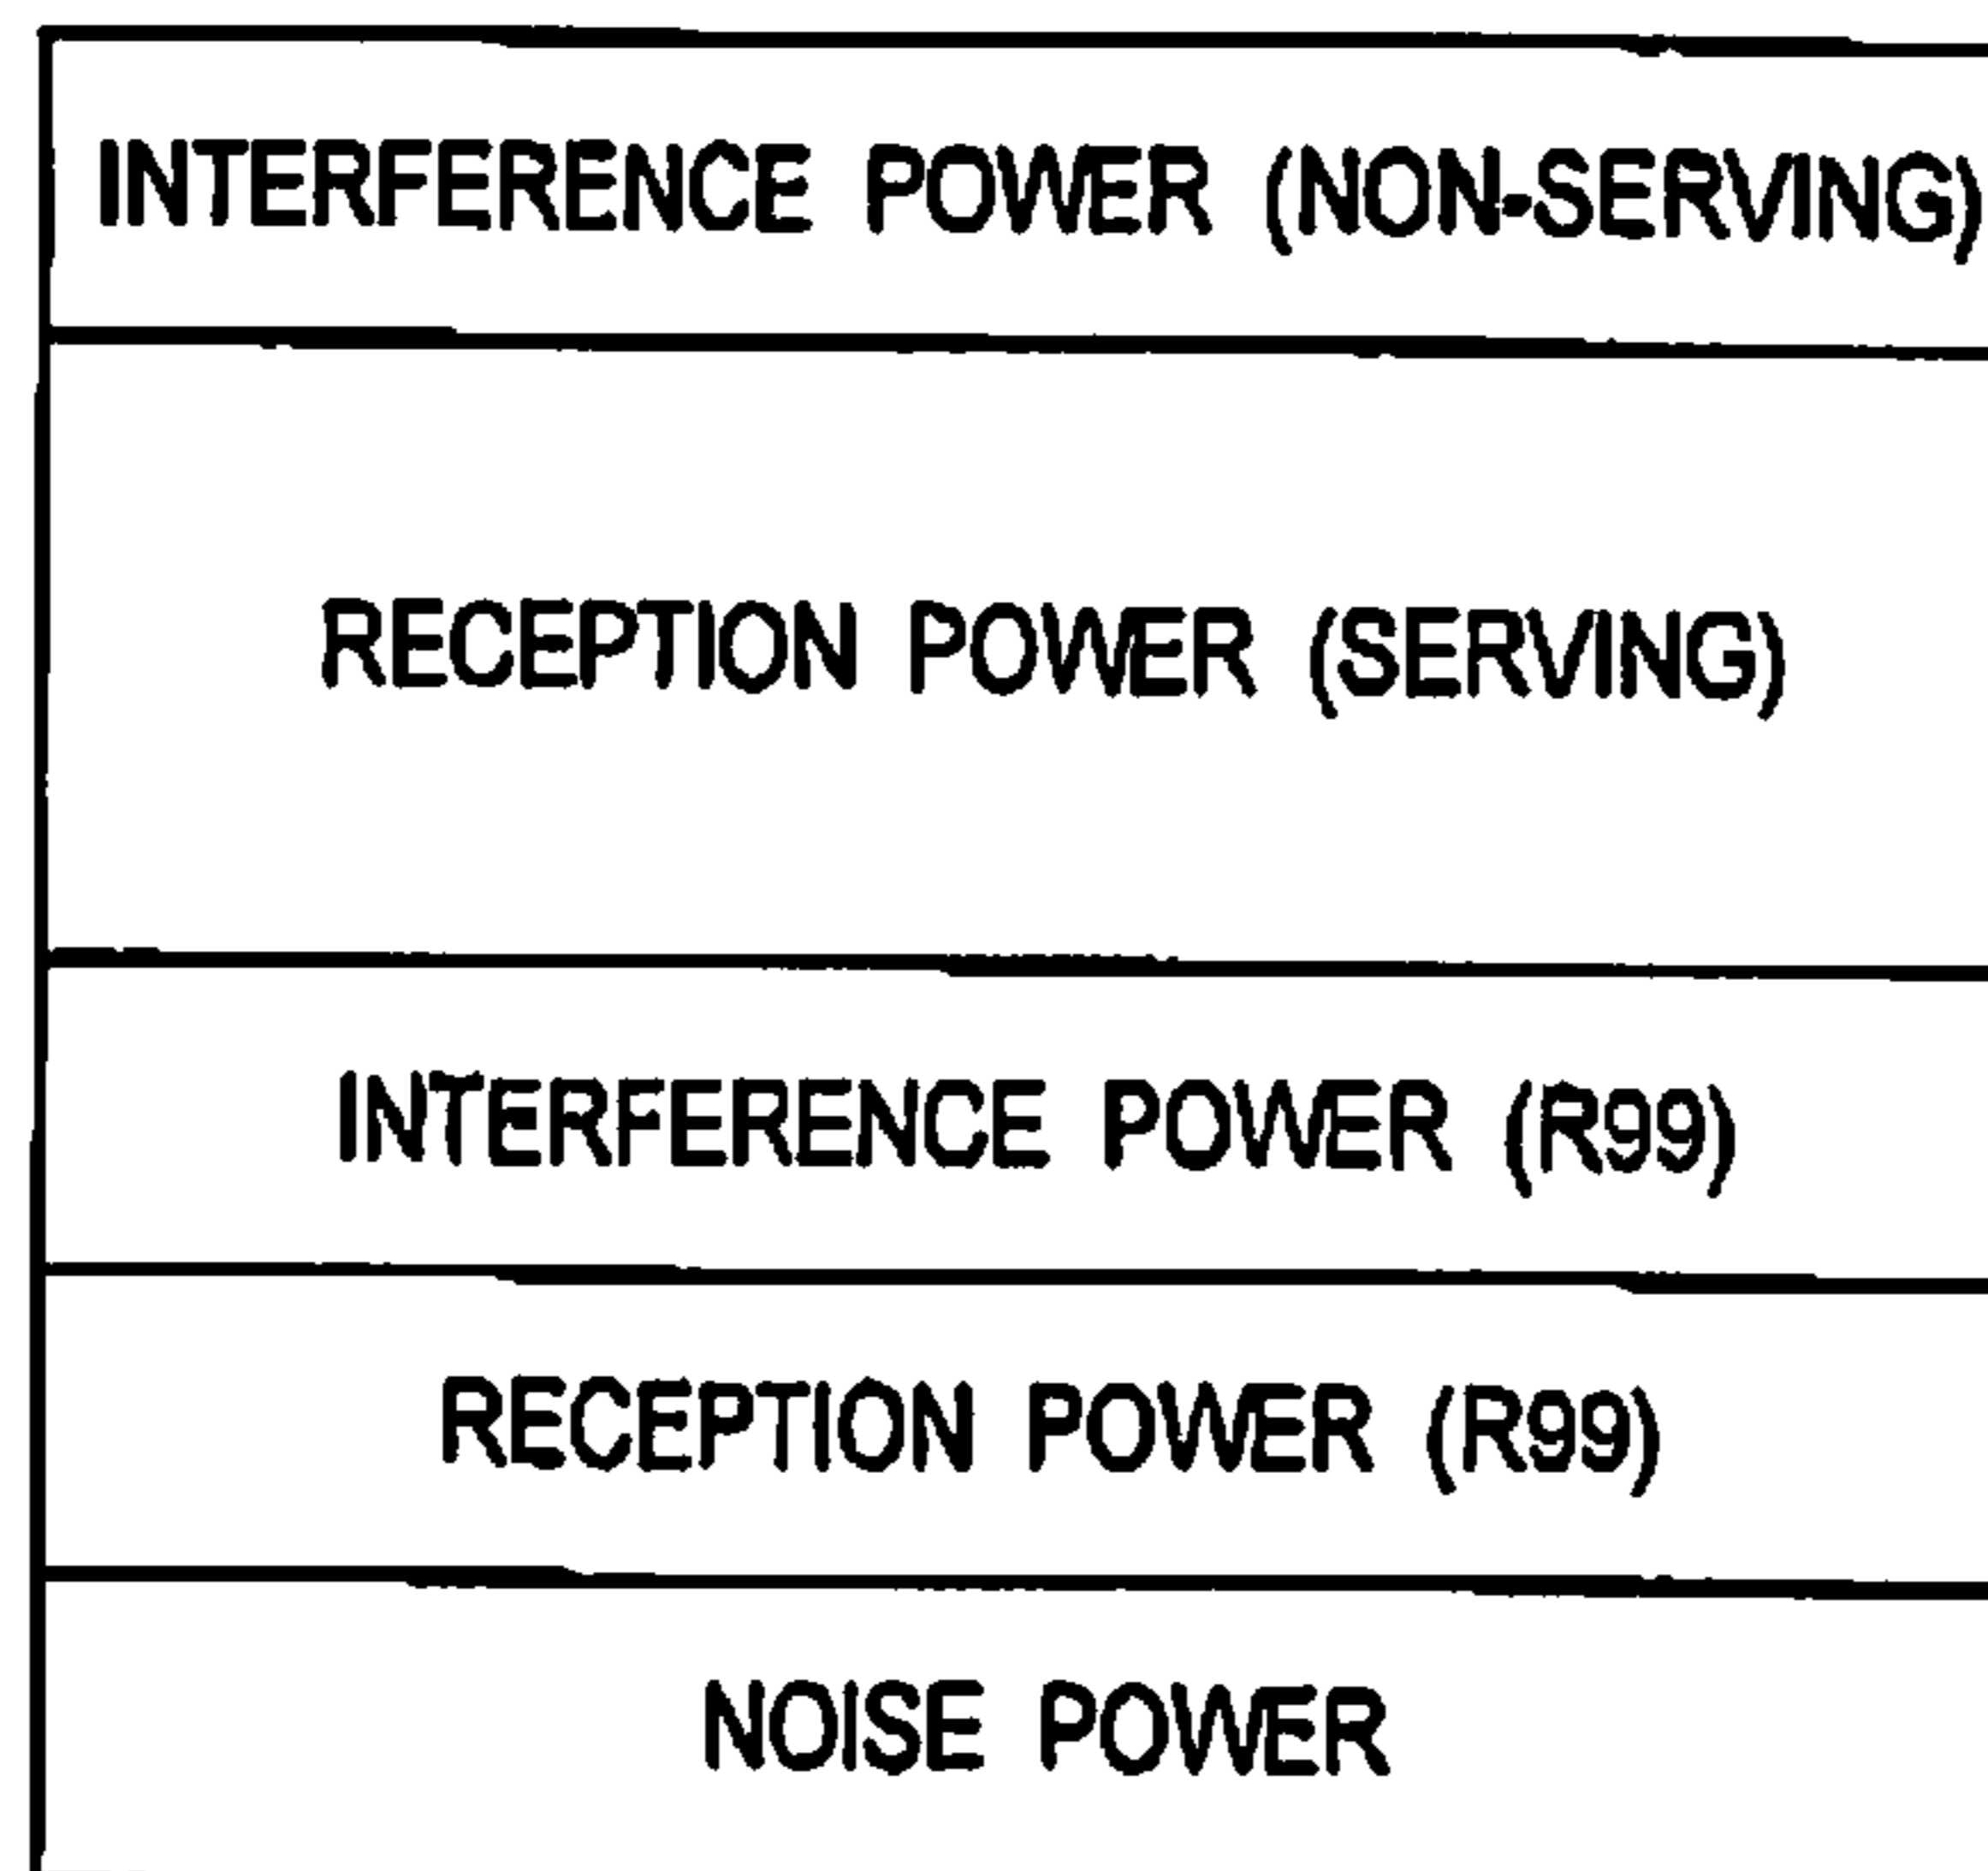 INTERFERENCE POWER (NON-SERVING)
RECEPTION POWER (SERVING)
INTERFERENCE POWER (R99)
RECEPTION POWER (R99)
NOISE POWER